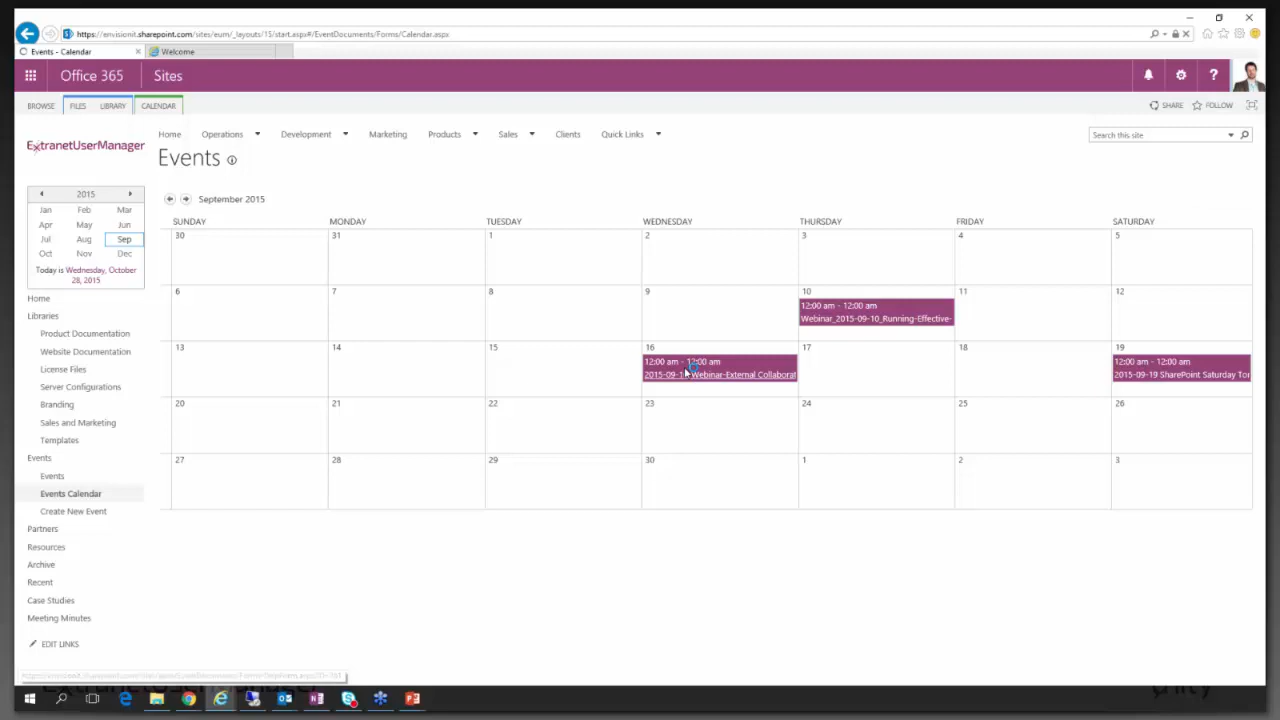 https://envisionit.sharepoint.com/sites/eum/_layouts/15/start.aspx#/EventDocuments/Forms/Calendar.aspx
Events - Calendar
Welcome
Office 365
Sites
?
BROWSE
FILES
LIBRARY
CALENDAR
SHARE
FOLLOW
ExtranetUserManager
Home
Operations
Development
Marketing
Products
Sales
Clients
Quick Links
Search this site
Events
2015
Jan Feb Mar
Apr May Jun
Jul Aug Sep
Oct Nov Dec
Today is Wednesday, October
28, 2015
Home
Libraries
Product Documentation
Website Documentation
License Files
Server Configurations
Branding
Sales and Marketing
Templates
Events
Events
Events Calendar
Create New Event
Partners
Resources
Archive
Recent
Case Studies
Meeting Minutes
EDIT LINKS
September 2015
SUNDAY MONDAY TUESDAY WEDNESDAY THURSDAY FRIDAY SATURDAY
30 31 1 2 3 4 5
6 7 8 9 10 11 12
12:00 am - 12:00 am
Webinar_2015-09-10_Running-Effective-
13 14 15 16 17 18 19
12:00 am - 12:00 am
2015-09-16 Webinar-External Collaborat
12:00 am - 12:00 am
2015-09-19 SharePoint Saturday Tor
20 21 22 23 24 25 26
27 28 29 30 1 2 3